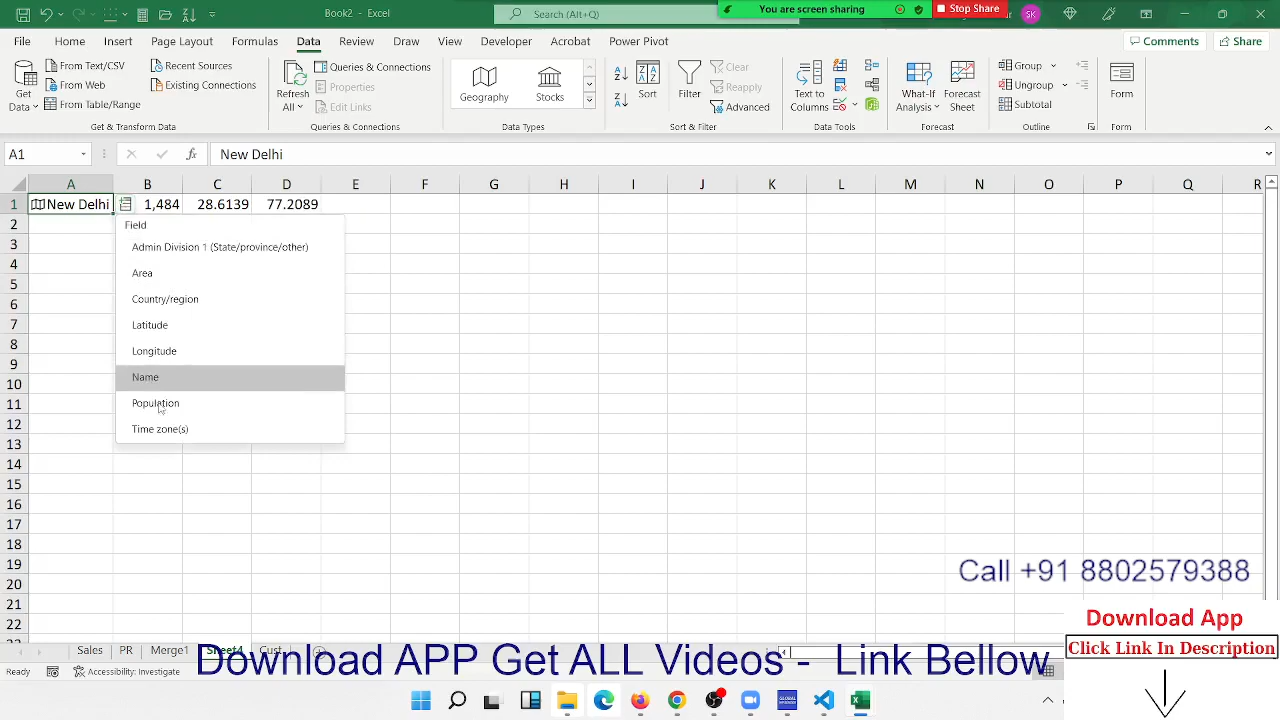 Book2 - Excel
Search (Alt+Q)
You are screen sharing
Stop Share
SK
File
Home
Insert
Page Layout
Formulas
Data
Review
Draw
View
Developer
Acrobat
Power Pivot
Comments
Share
Get
Data
From Text/CSV
From Web
From Table/Range
Recent Sources
Existing Connections
Get & Transform Data
Refresh
All
Queries & Connections
Properties
Edit Links
Queries & Connections
Geography
Stocks
Data Types
Sort
Filter
Clear
Reapply
Advanced
Sort & Filter
Text to
Columns
Data Tools
What-If
Analysis
Forecast
Sheet
Forecast
Group
Ungroup
Subtotal
Outline
Form
Form
A1
fx
New Delhi
A B C D E F G H I J K L M N O P Q R
1 New Delhi 1,484 28.6139 77.2089
2
3
4
5
6
7
8
9
10
11
12
13
14
15
16
17
18
19
20
21
22
Field
Admin Division 1 (State/province/other)
Area
Country/region
Latitude
Longitude
Name
Population
Time zone(s)
Call +91 8802579388
Download App
Click Link In Description
Sales
PR
Merge1
Sheet4
Cust
Download APP Get ALL Videos - Link Bellow
Ready
Accessibility: Investigate